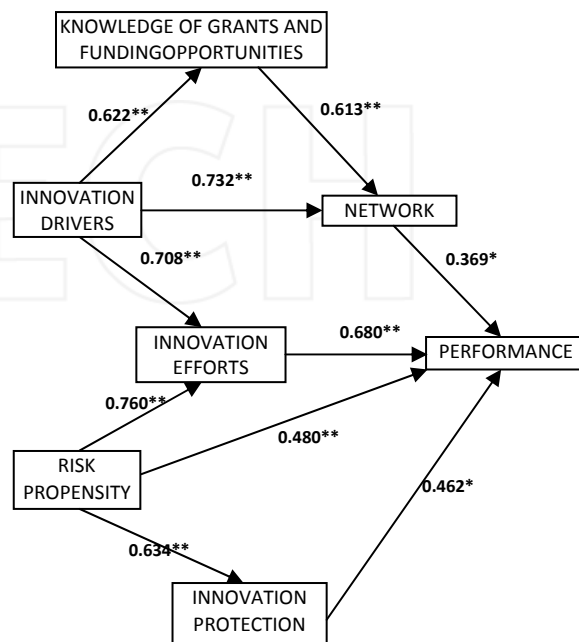 KNOWLEDGE OF GRANTS AND
FUNDINGOPPORTUNITIES
0.622**
0.613**
0.732**
INNOVATION
DRIVERS
NETWORK
0.708**
0.369*
INNOVATION
EFFORTS
0.680**
PERFORMANCE
0.760**
0.480**
RISK
PROPENSITY
0.462*
0.634**
INNOVATION
PROTECTION
ECH